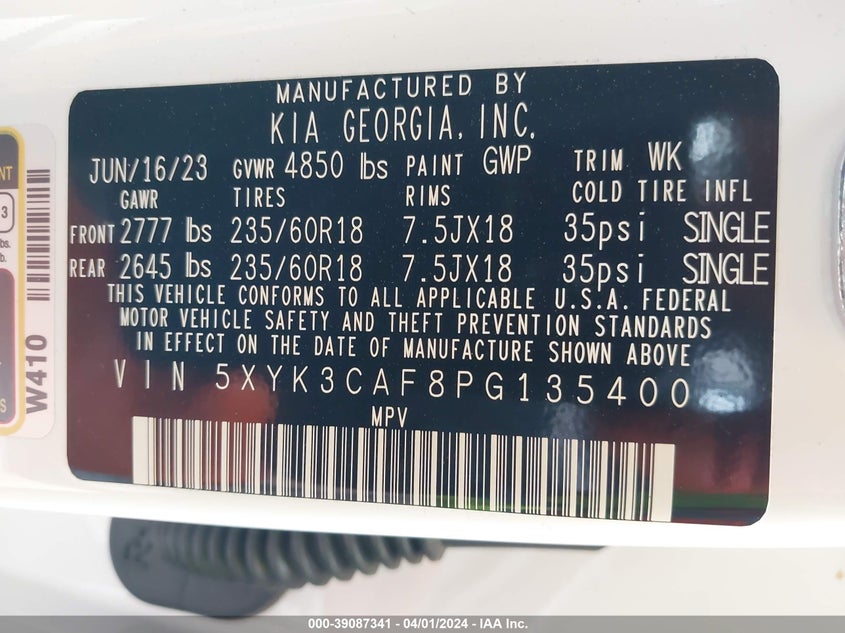 MANUFACTURED BY
KIA GEORGIA, INC.
JUN/16/23 GVWR 4850 lbs PAINT GWP TRIM WK
GAWR TIRES RIMS COLD TIRE INFL
FRONT 2777 lbs 235/60R18 7.5JX18 35psi SINGLE
REAR 2645 lbs 235/60R18 7.5JX18 35psi SINGLE
THIS VEHICLE CONFORMS TO ALL APPLICABLE U.S.A. FEDERAL
MOTOR VEHICLE SAFETY AND THEFT PREVENTION STANDARDS
IN EFFECT ON THE DATE OF MANUFACTURE SHOWN ABOVE
VIN 5XYK3CAF8PG135400
MPV
W410
000-39087341 - 04/01/2024 - IAA Inc.